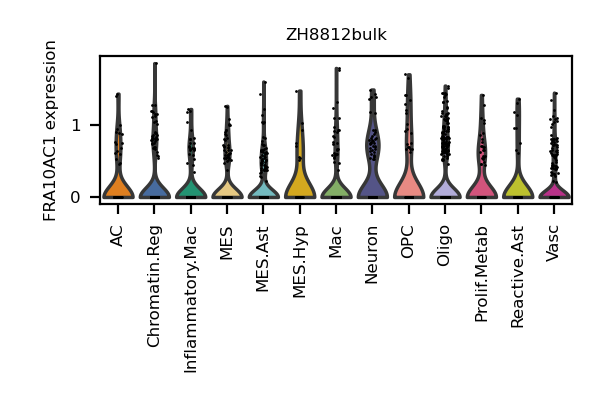 ZH8812bulk
FRA10AC1 expression
1
0
AC
Chromatin.Reg
Inflammatory.Mac
MES
MES.Ast
MES.Hyp
Mac
Neuron
OPC
Oligo
Prolif.Metab
Reactive.Ast
Vasc